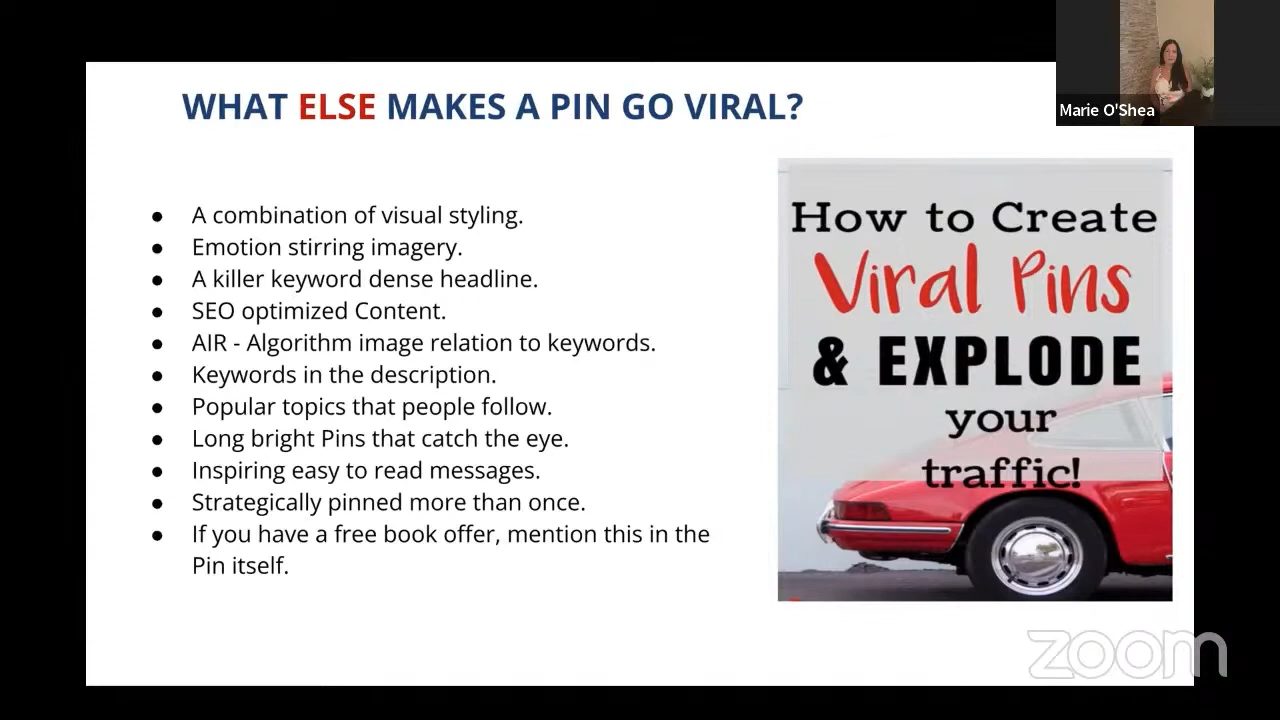 WHAT ELSE MAKES A PIN GO VIRAL?
Marie O'Shea
● A combination of visual styling.
● Emotion stirring imagery.
● A killer keyword dense headline.
● SEO optimized Content.
● AIR - Algorithm image relation to keywords.
● Keywords in the description.
● Popular topics that people follow.
● Long bright Pins that catch the eye.
● Inspiring easy to read messages.
● Strategically pinned more than once.
● If you have a free book offer, mention this in the
Pin itself.
How to Create
Viral Pins
& EXPLODE
your
traffic!
zoom